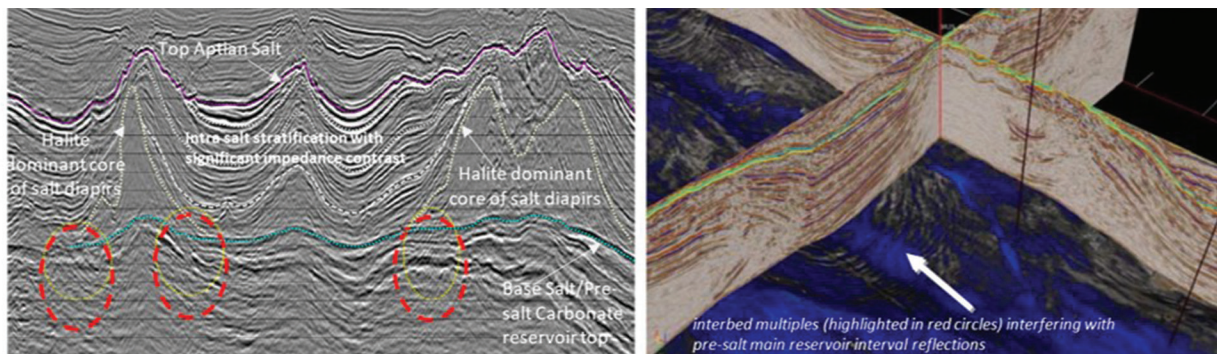 Top Aptian Salt
Halite
dominant core
of salt diapirs
Intra salt stratification with
significant impedance contrast
Halite dominant
core of salt diapirs
Base Salt/Pre-
salt Carbonate
reservoir top
interbed multiples (highlighted in red circles) interfering with
pre-salt main reservoir interval reflections